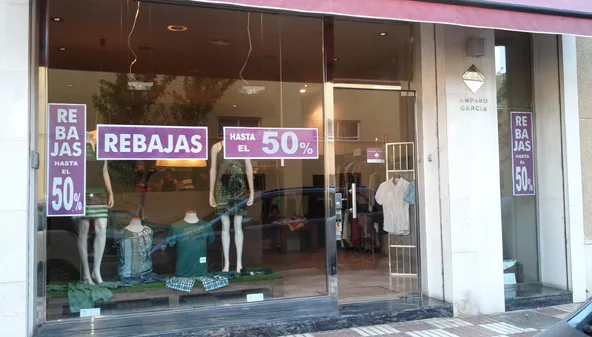 RE
BA
JAS
HASTA
EL
50%
REBAJAS
HASTA
EL 50%
AMPARO
GARCIA
RE
BA
JAS
HASTA
EL
50%